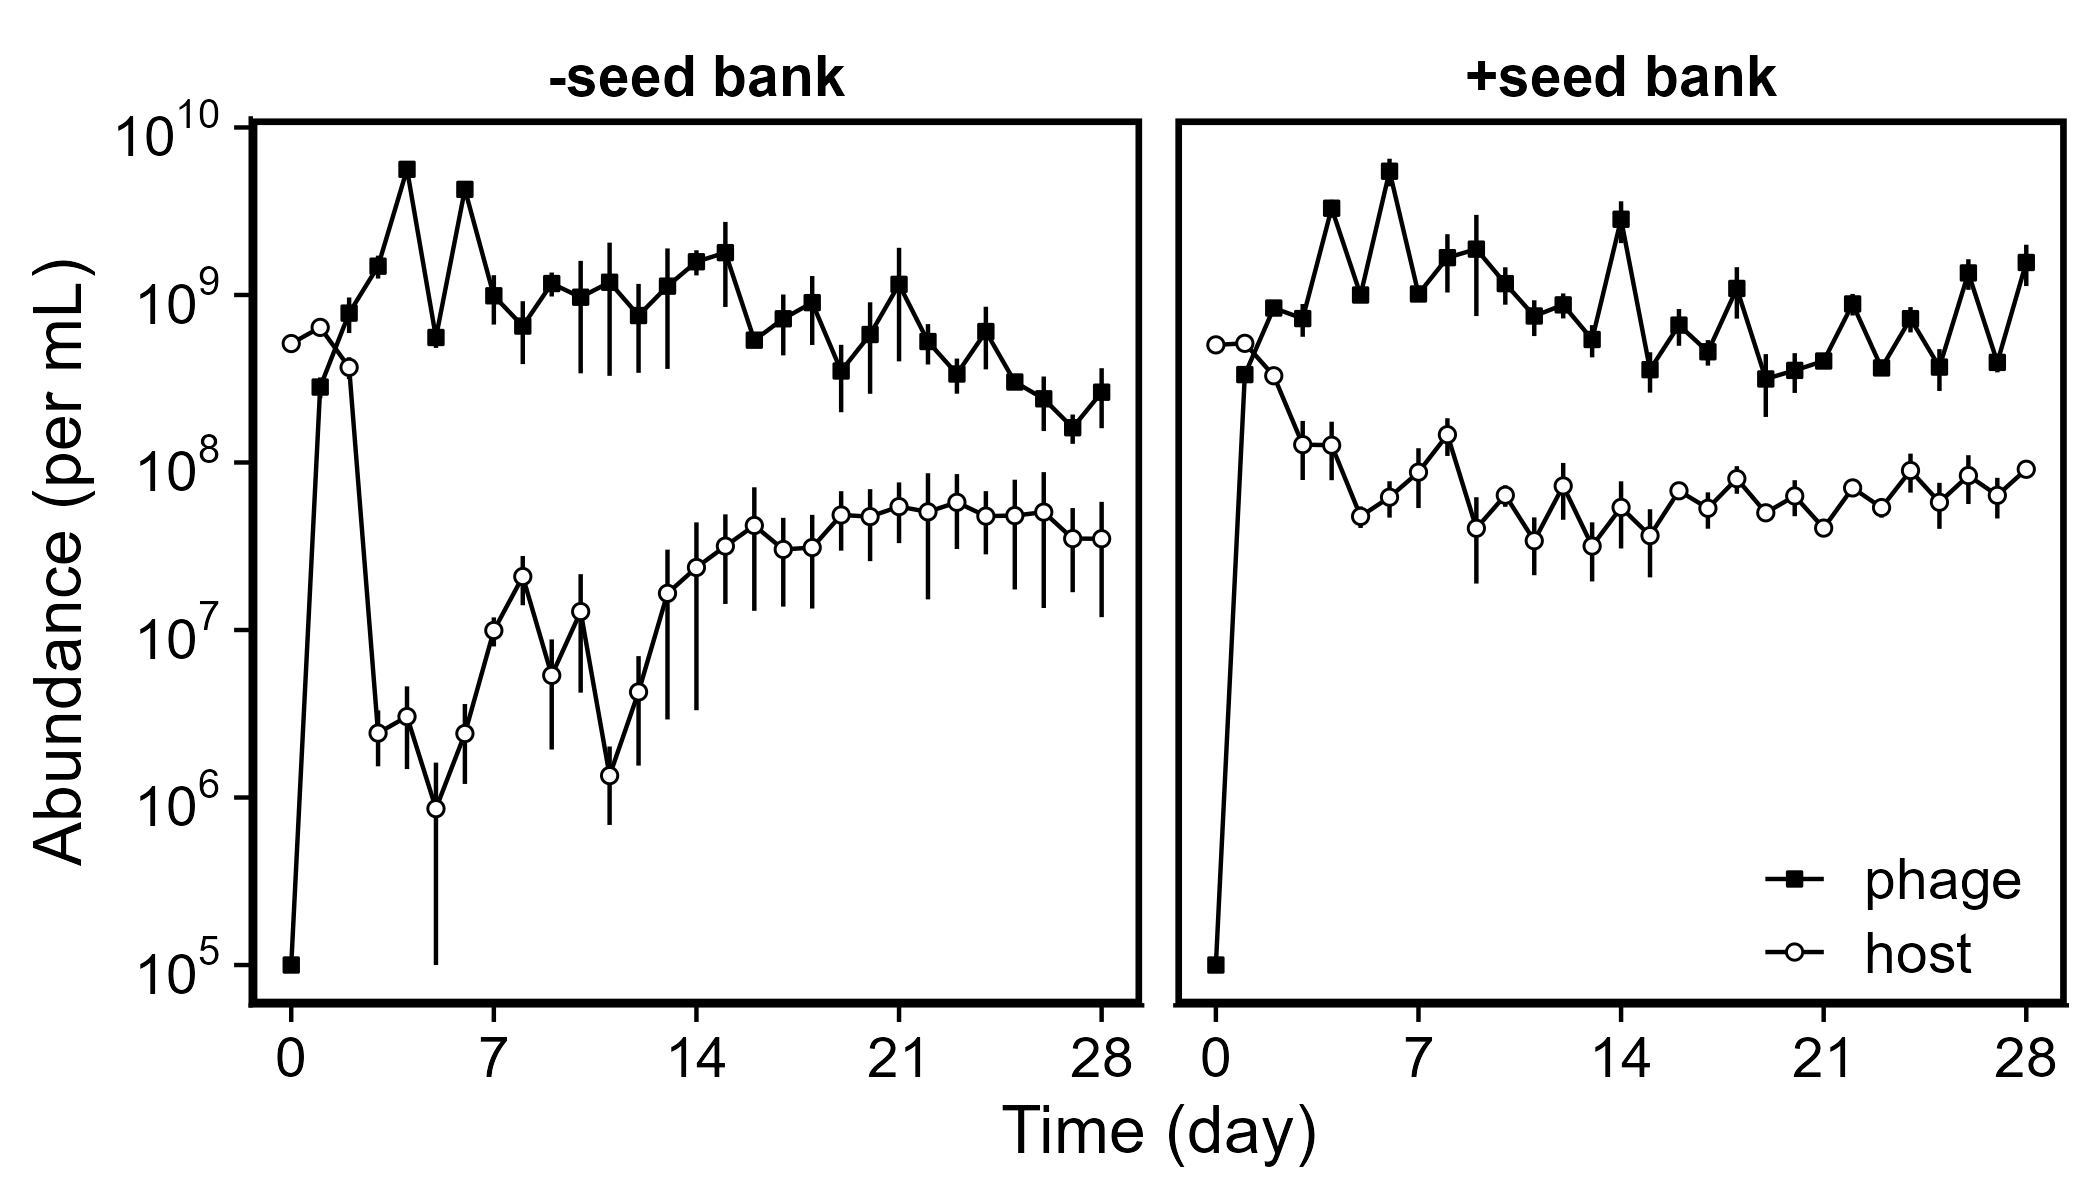 -seed bank
+seed bank
Abundance (per mL)
10^10
10^9
10^8
10^7
10^6
10^5
phage
host
0 7 14 21 28
0 7 14 21 28
Time (day)